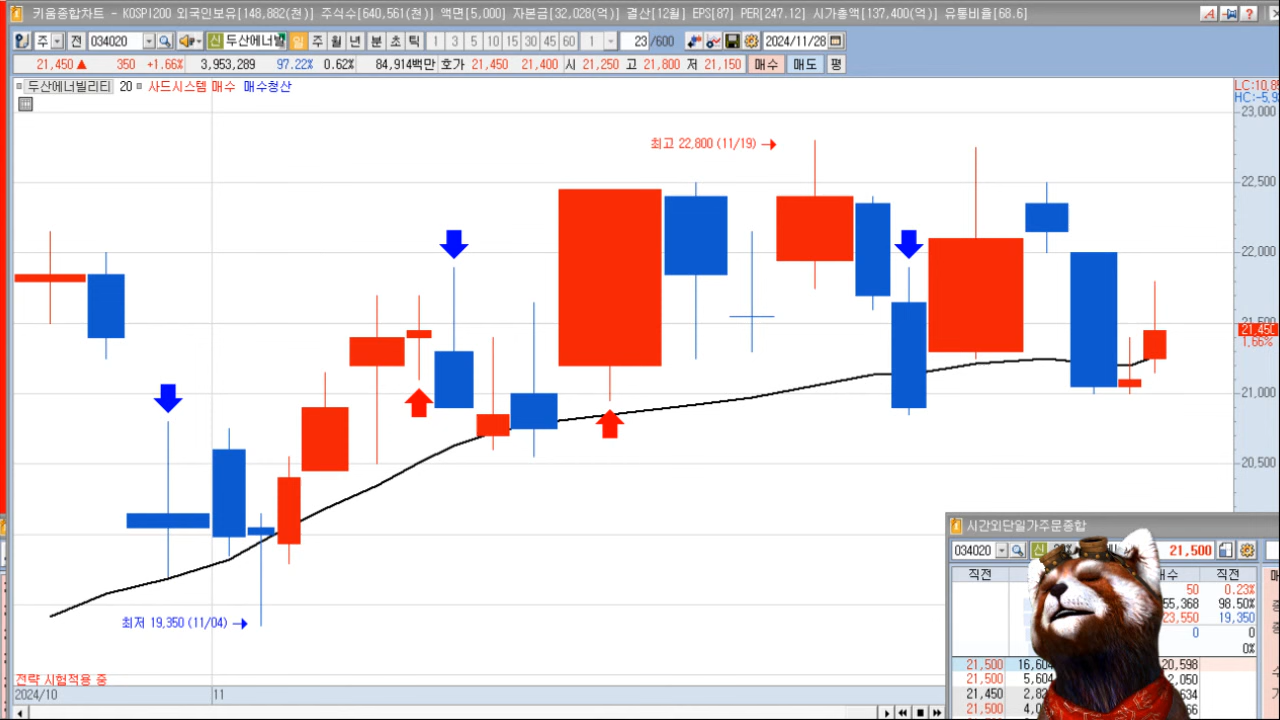 키움종합차트 - KOSPI200 외국인보유[148,882(천)] 주식수[640,561(천)] 액면[5,000] 자본금[32,028(억)] 결산[12월] EPS[87] PER[247.12] 시가총액[137,400(억)] 유통비율[68.6]
주 전 034020 신 두산에너빌 일 주 월 년 분 초 틱 1 3 5 10 15 30 45 60 1 23 /600 2024/11/28
21,450 ▲ 350 +1.66% 3,953,289 97.22% 0.62% 84,914백만 호가 21,450 21,400 시 21,250 고 21,800 저 21,150 매수 매도 평
두산에너빌리티 20 사드시스템 매수 매수청산
LC:10,8
HC:-5,9
23,000
최고 22,800 (11/19) →
22,500
22,000
21,500
21,450
1.66%
21,000
20,500
최저 19,350 (11/04) →
전략 시험적용 중
2024/10 11
시간외단일가주문종합
034020 신 21,500
직전 직전
50 0.23%
55,368 98.50%
23,550 19,350
0 0
0%
21,500 16,604 20,598
21,500 5,604 2,050
21,450 634
21,500